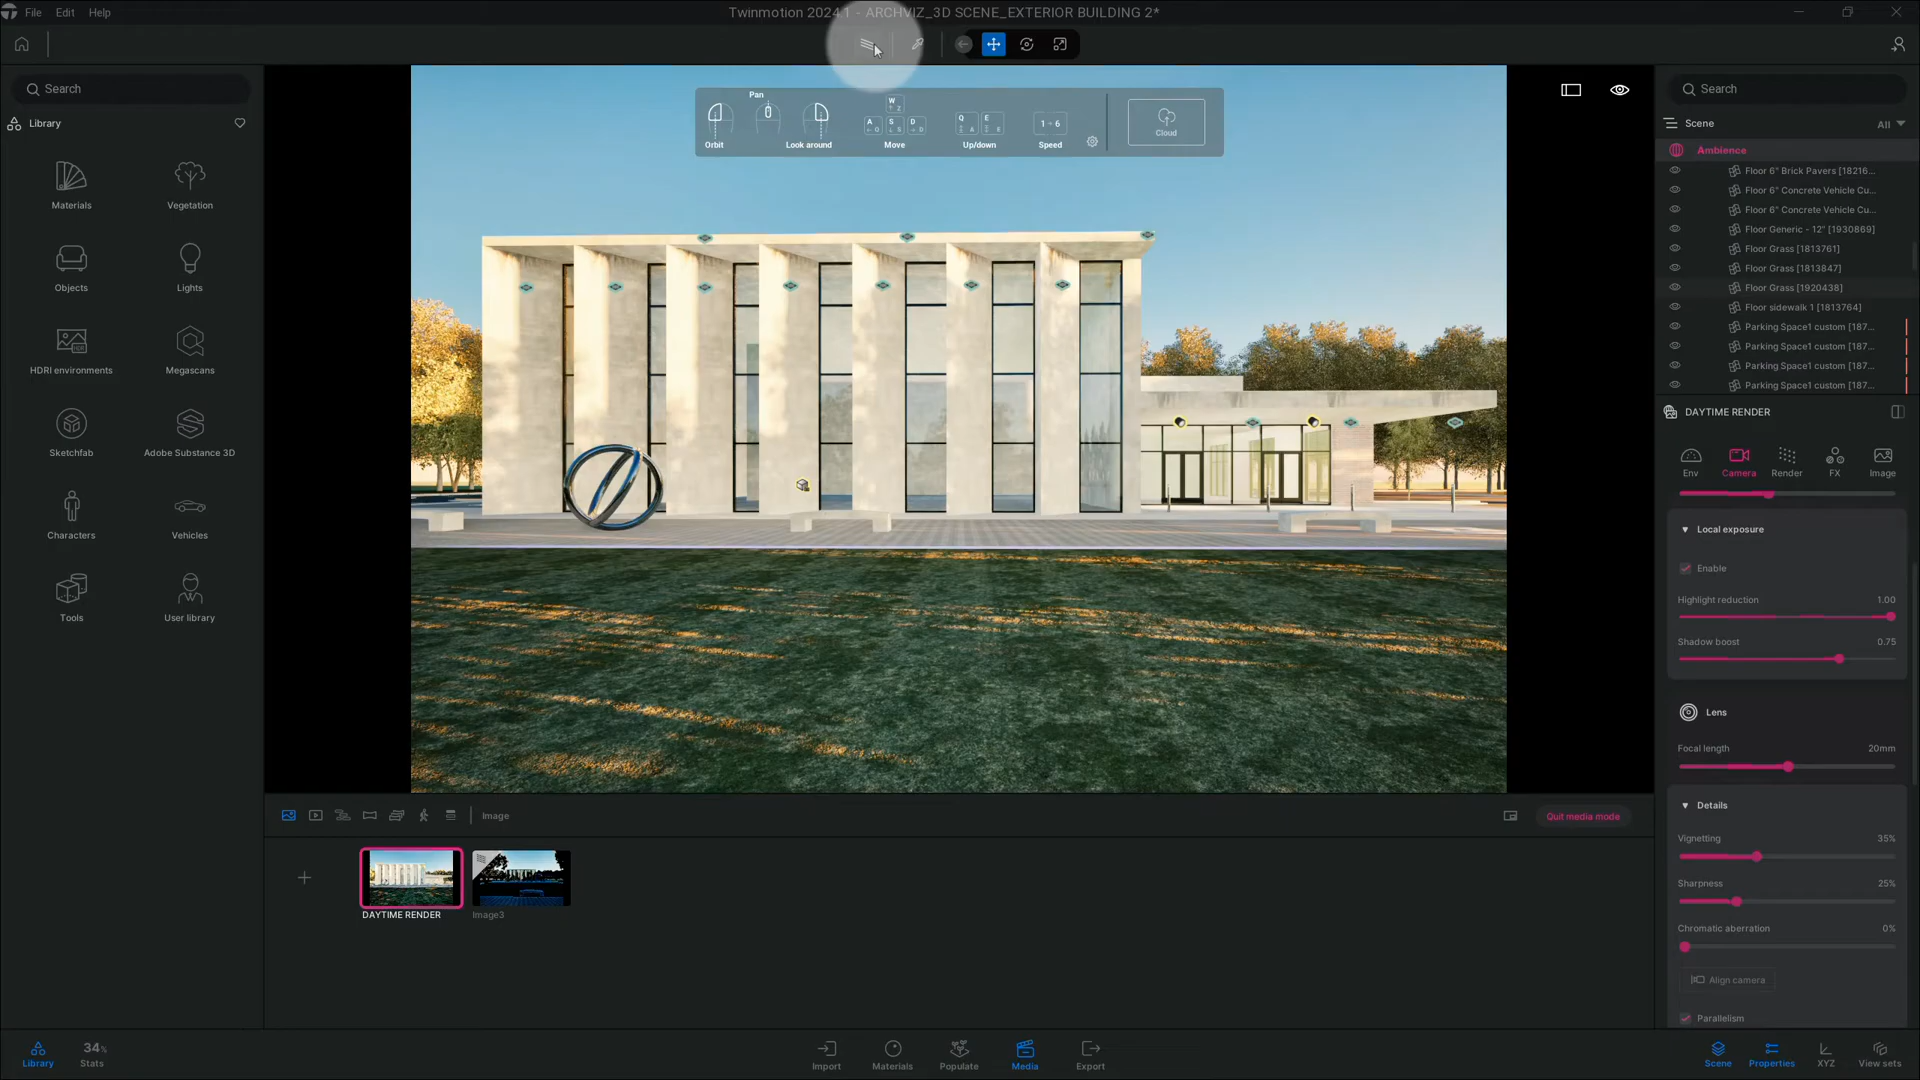 File Edit Help
Twinmotion 2024.1 - ARCHVIZ_3D SCENE_EXTERIOR BUILDING 2*
Search
Library
Materials
Vegetation
Objects
Lights
HDRI environments
Megascans
Sketchfab
Adobe Substance 3D
Characters
Vehicles
Tools
User library
Pan
W
A S D
Q E
1 - 6
Orbit
Look around
Move
Up/down
Speed
Cloud
Search
Scene
All
Ambience
Floor 6" Brick Pavers [18216...
Floor 6" Concrete Vehicle Cu...
Floor 6" Concrete Vehicle Cu...
Floor Generic - 12" [1930869]
Floor Grass [1813761]
Floor Grass [1813847]
Floor Grass [1920438]
Floor sidewalk 1 [1813764]
Parking Space1 custom [187...
Parking Space1 custom [187...
Parking Space1 custom [187...
Parking Space1 custom [187...
DAYTIME RENDER
Env Camera Render FX Image
Local exposure
Enable
Highlight reduction 1.00
Shadow boost 0.75
Lens
Focal length 20mm
Details
Vignetting 35%
Sharpness 25%
Chromatic aberration 0%
Align camera
Parallelism
Image
Quit media mode
DAYTIME RENDER
Image3
Library
34%
Stats
Import
Materials
Populate
Media
Export
Scene
Properties
XYZ
View sets